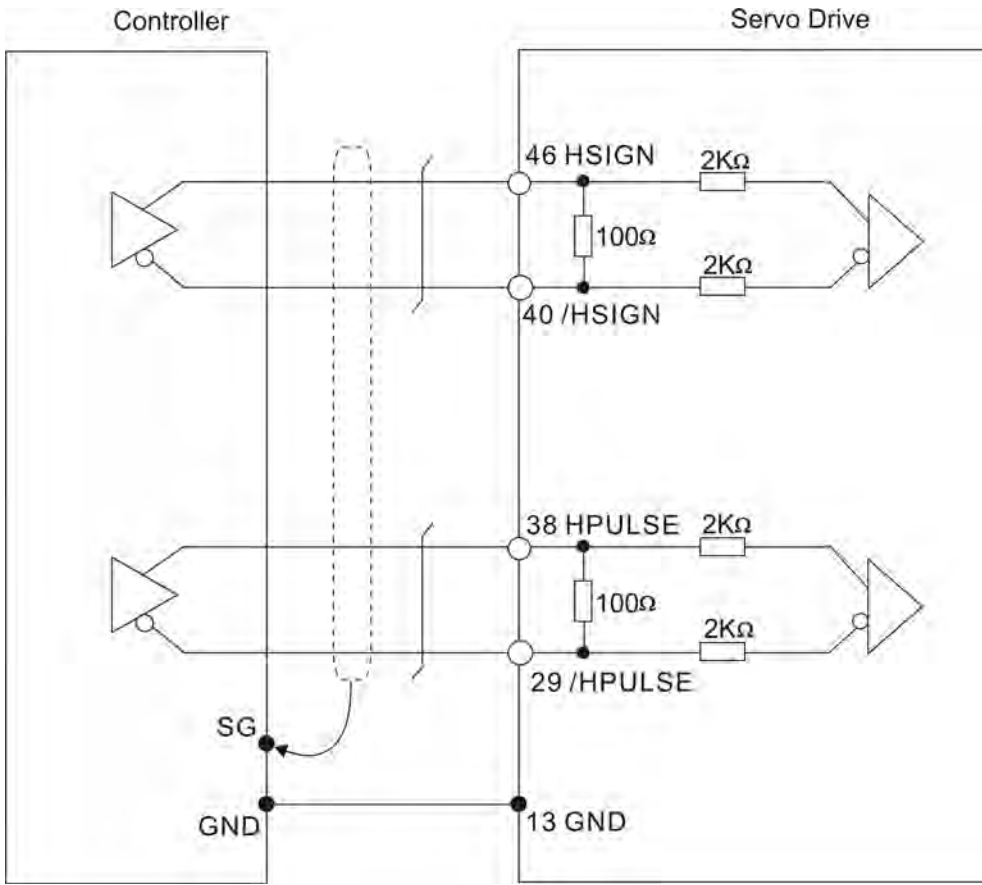 Controller
Servo Drive
46 HSIGN
2KΩ
100Ω
2KΩ
40 /HSIGN
38 HPULSE
2KΩ
100Ω
2KΩ
29 /HPULSE
SG
GND
13 GND